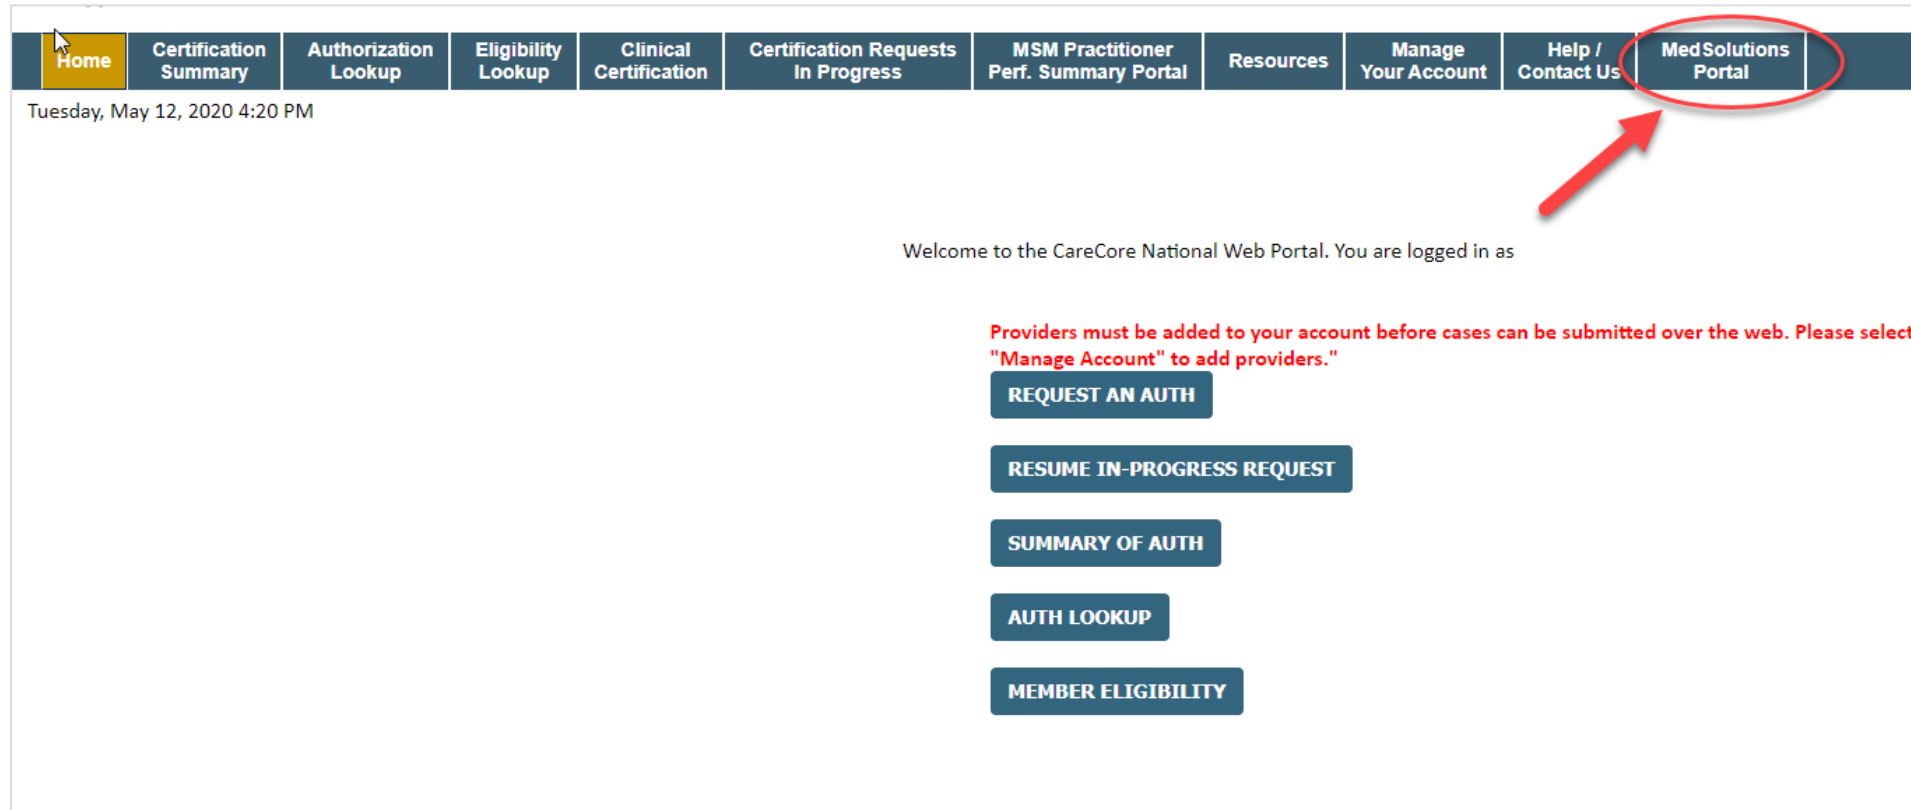 Home
Certification
Summary
Authorization
Lookup
Eligibility
Lookup
Clinical
Certification
Certification Requests
In Progress
MSM Practitioner
Perf. Summary Portal
Resources
Manage
Your Account
Help /
Contact Us
MedSolutions
Portal
Tuesday, May 12, 2020 4:20 PM
Welcome to the CareCore National Web Portal. You are logged in as
Providers must be added to your account before cases can be submitted over the web. Please select
"Manage Account" to add providers."
REQUEST AN AUTH
RESUME IN-PROGRESS REQUEST
SUMMARY OF AUTH
AUTH LOOKUP
MEMBER ELIGIBILITY